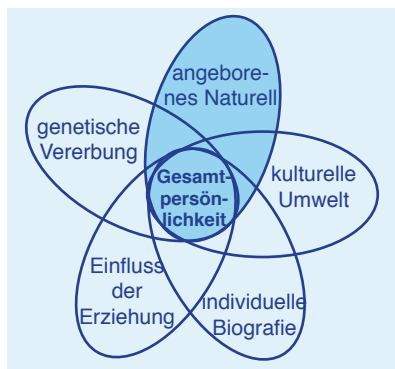 angebore-
nes Naturell
genetische
Vererbung
kulturelle
Umwelt
Gesamt-
persön-
lichkeit
Einfluss
der
Erziehung
individuelle
Biografie